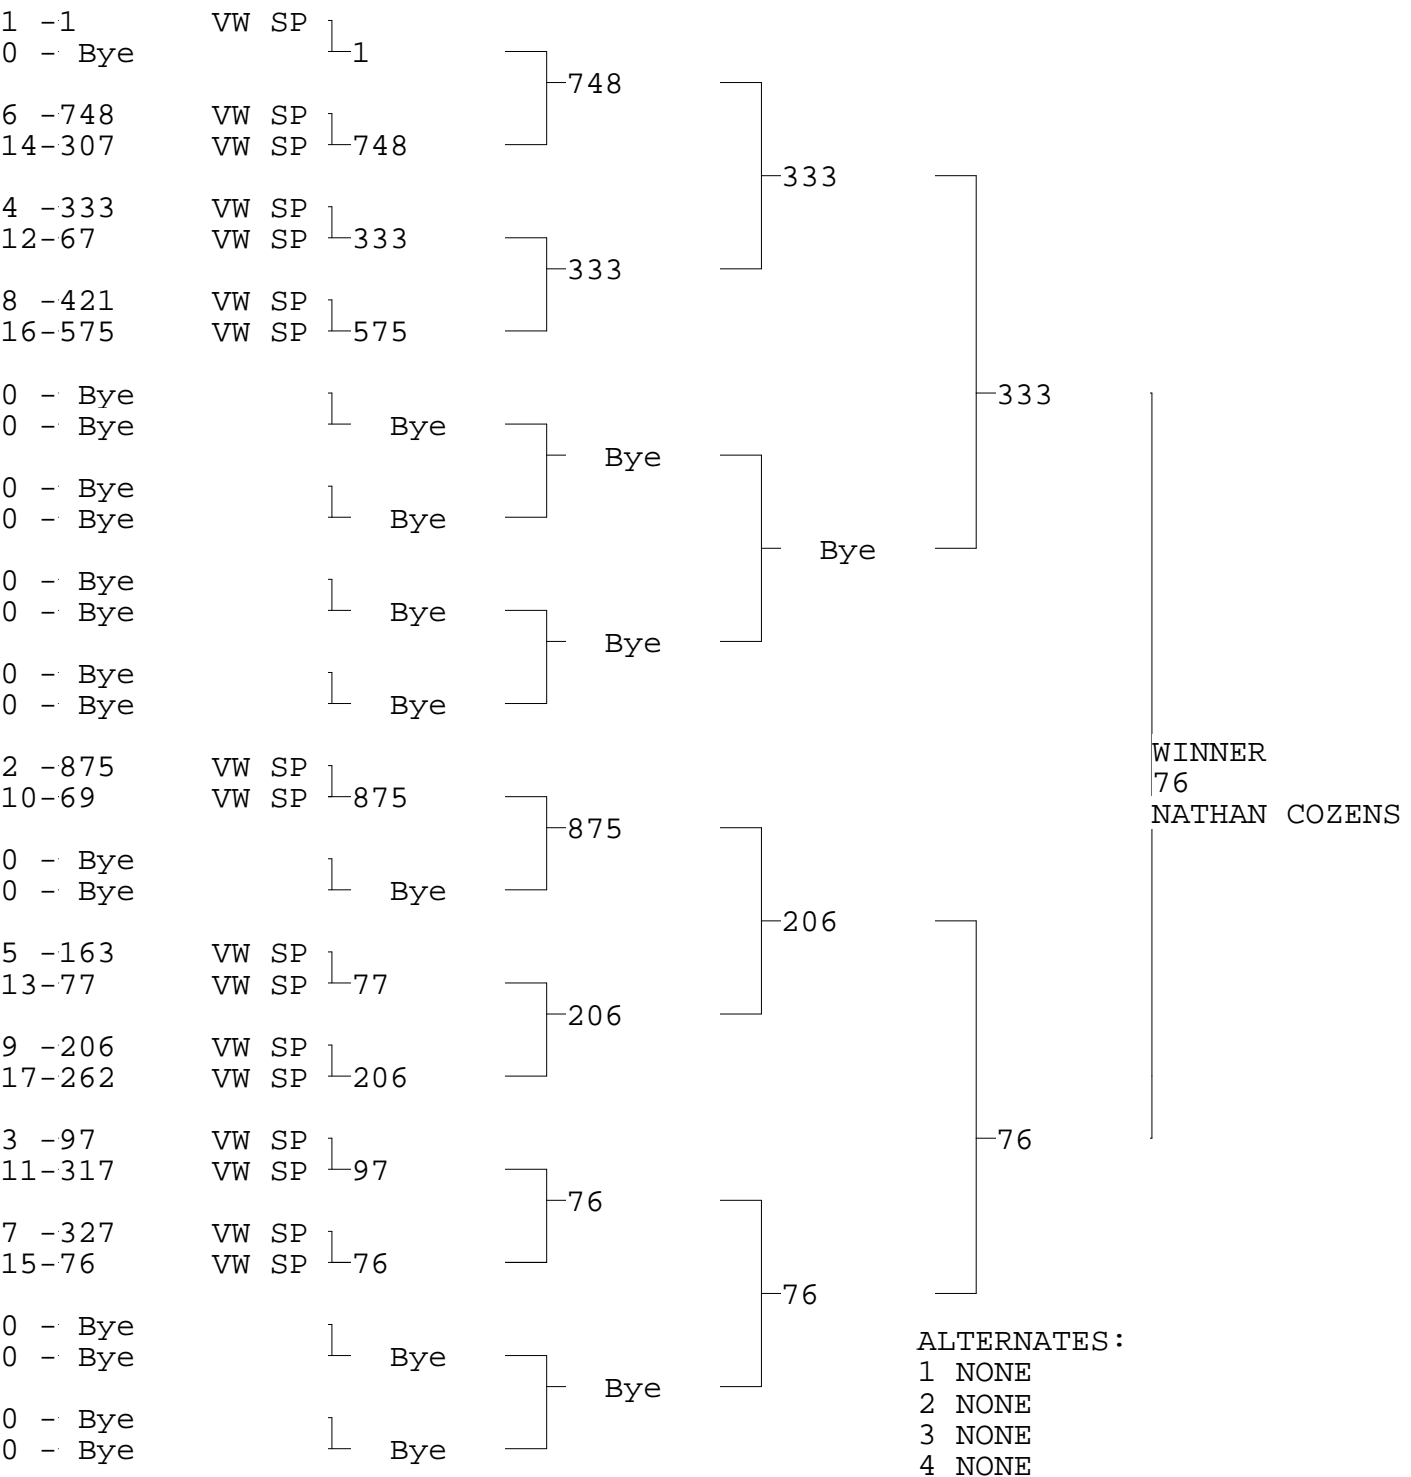 1 -1 VW SP
0 - Bye 1
748
6 -748 VW SP
14-307 VW SP 748
333
4 -333 VW SP
12-67 VW SP 333
333
8 -421 VW SP
16-575 VW SP 575
0 - Bye 333
0 - Bye Bye
Bye
0 - Bye
0 - Bye Bye
Bye
0 - Bye
0 - Bye Bye
Bye
0 - Bye
0 - Bye Bye
WINNER
2 -875 VW SP
76
10-69 VW SP 875
NATHAN COZENS
875
0 - Bye
0 - Bye Bye
206
5 -163 VW SP
13-77 VW SP 77
206
9 -206 VW SP
17-262 VW SP 206
3 -97 VW SP 76
11-317 VW SP 97
76
7 -327 VW SP
15-76 VW SP 76
76
0 - Bye
ALTERNATES:
0 - Bye Bye
1 NONE
Bye
2 NONE
0 - Bye
3 NONE
0 - Bye Bye
4 NONE